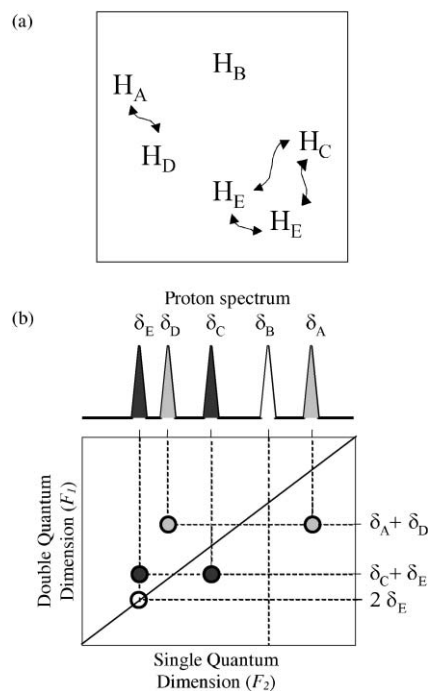 (a)
H_B
H_A
H_C
H_D
H_E
H_E
Proton spectrum
(b)
δ_E δ_D δ_C δ_B δ_A
Double Quantum
Dimension (F_1)
δ_A + δ_D
δ_C + δ_E
2 δ_E
Single Quantum
Dimension (F_2)